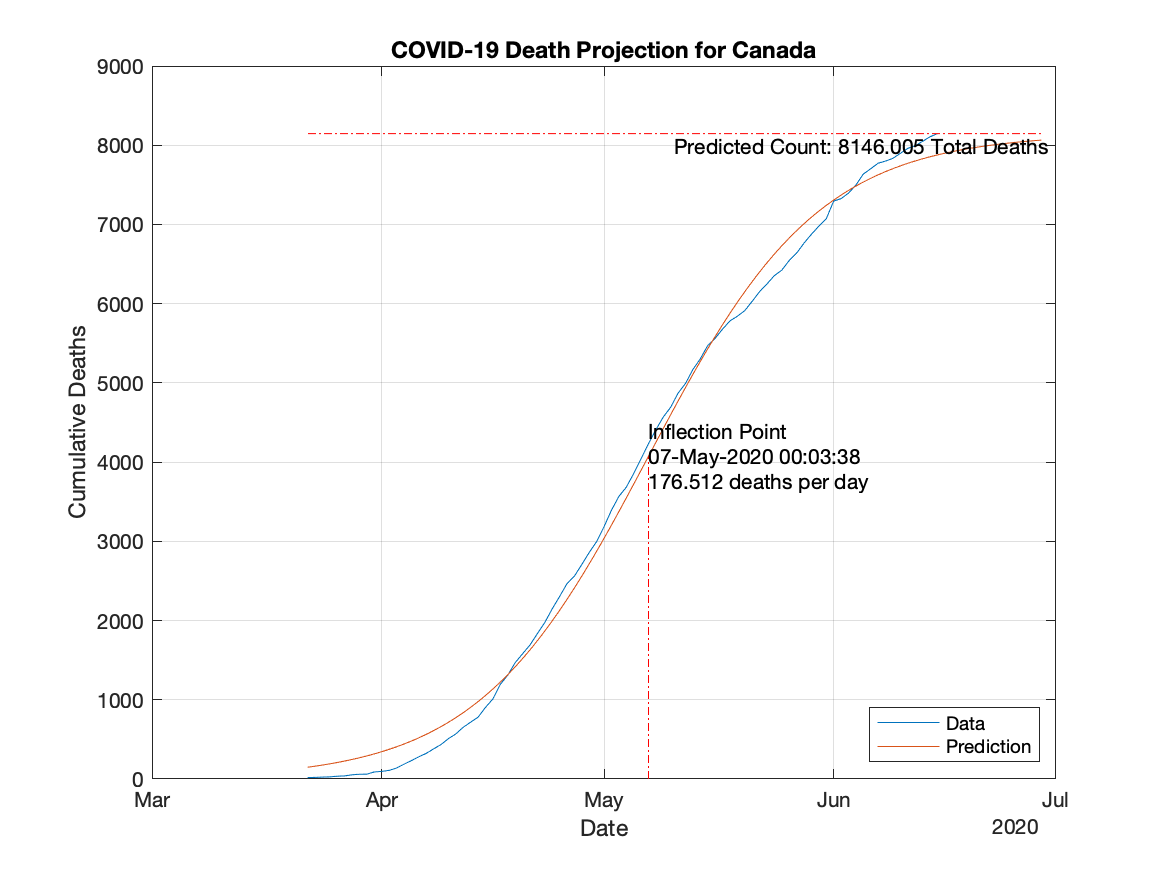 COVID-19 Death Projection for Canada
9000
8000
7000
6000
5000
4000
3000
2000
1000
0
Cumulative Deaths
Predicted Count: 8146.005 Total Deaths
Inflection Point
07-May-2020 00:03:38
176.512 deaths per day
Data
Prediction
Mar Apr May Jun Jul
Date
2020